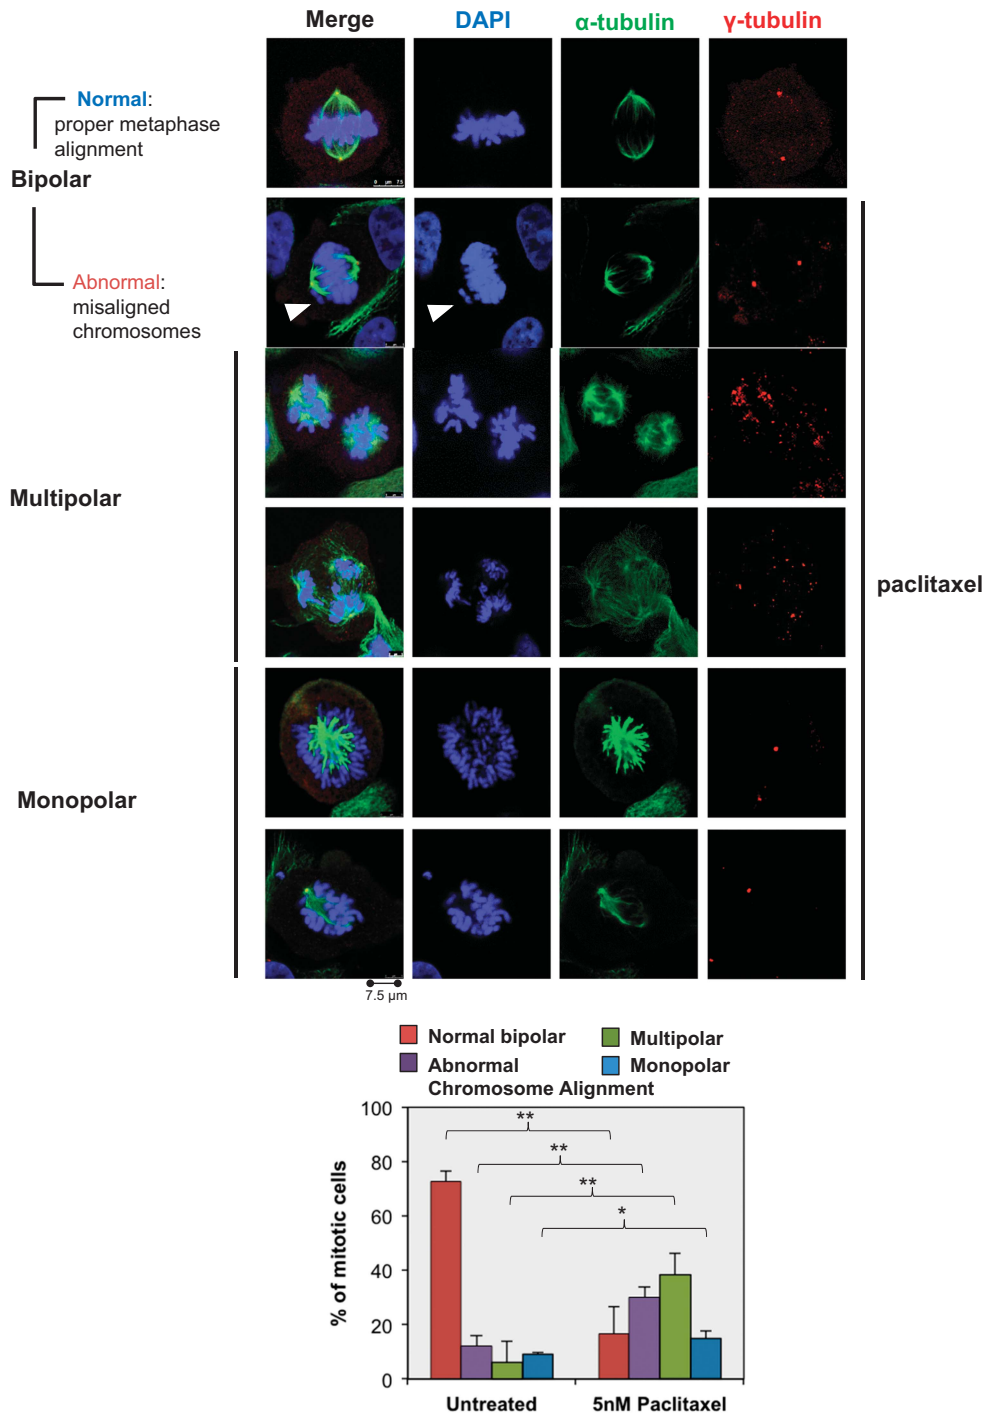 Merge DAPI α-tubulin γ-tubulin
Normal:
proper metaphase
alignment
Bipolar
Abnormal:
misaligned
chromosomes
Multipolar
paclitaxel
Monopolar
7.5 µm
Normal bipolar
Multipolar
Abnormal
Chromosome Alignment
Monopolar
100
80
60
40
20
0
% of mitotic cells
**
**
**
*
Untreated 5nM Paclitaxel